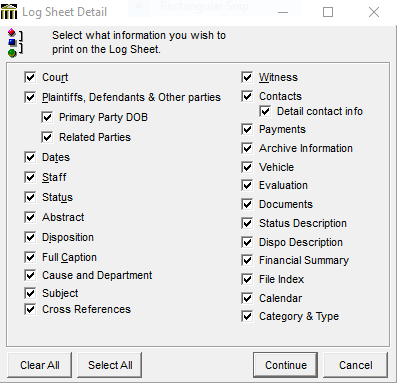 Log Sheet Detail
Rectangular Snip
Select what information you wish to
print on the Log Sheet.
Court
Plaintiffs, Defendants & Other parties
Primary Party DOB
Related Parties
Dates
Staff
Status
Abstract
Disposition
Full Caption
Cause and Department
Subject
Cross References
Witness
Contacts
Detail contact info
Payments
Archive Information
Vehicle
Evaluation
Documents
Status Description
Dispo Description
Financial Summary
File Index
Calendar
Category & Type
Clear All
Select All
Continue
Cancel